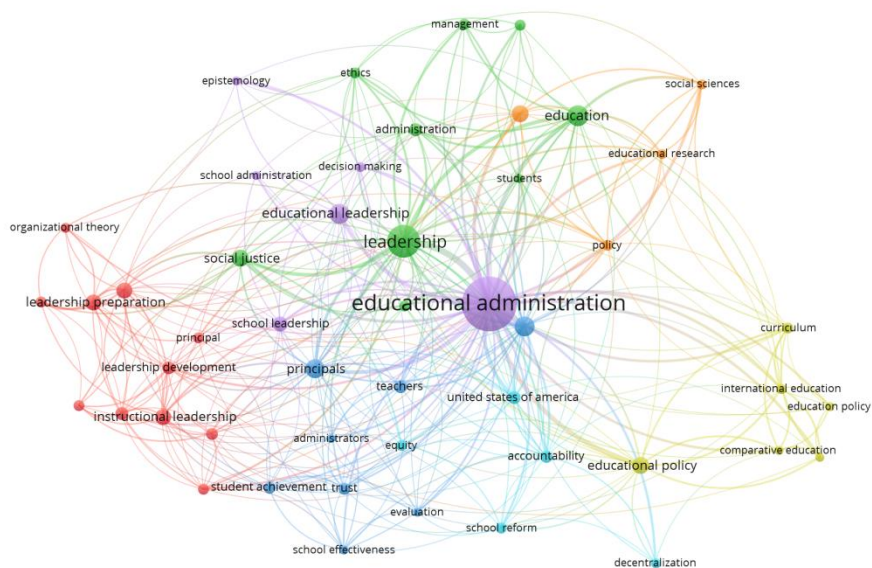 management
ethics
epistemology
social sciences
education
administration
educational research
decision making
school administration
students
educational leadership
organizational theory
leadership
policy
social justice
leadership preparation
educational administration
school leadership
curriculum
principal
leadership development
principals
teachers
international education
united states of america
education policy
instructional leadership
administrators
equity
accountability
comparative education
educational policy
student achievement
trust
evaluation
school reform
school effectiveness
decentralization